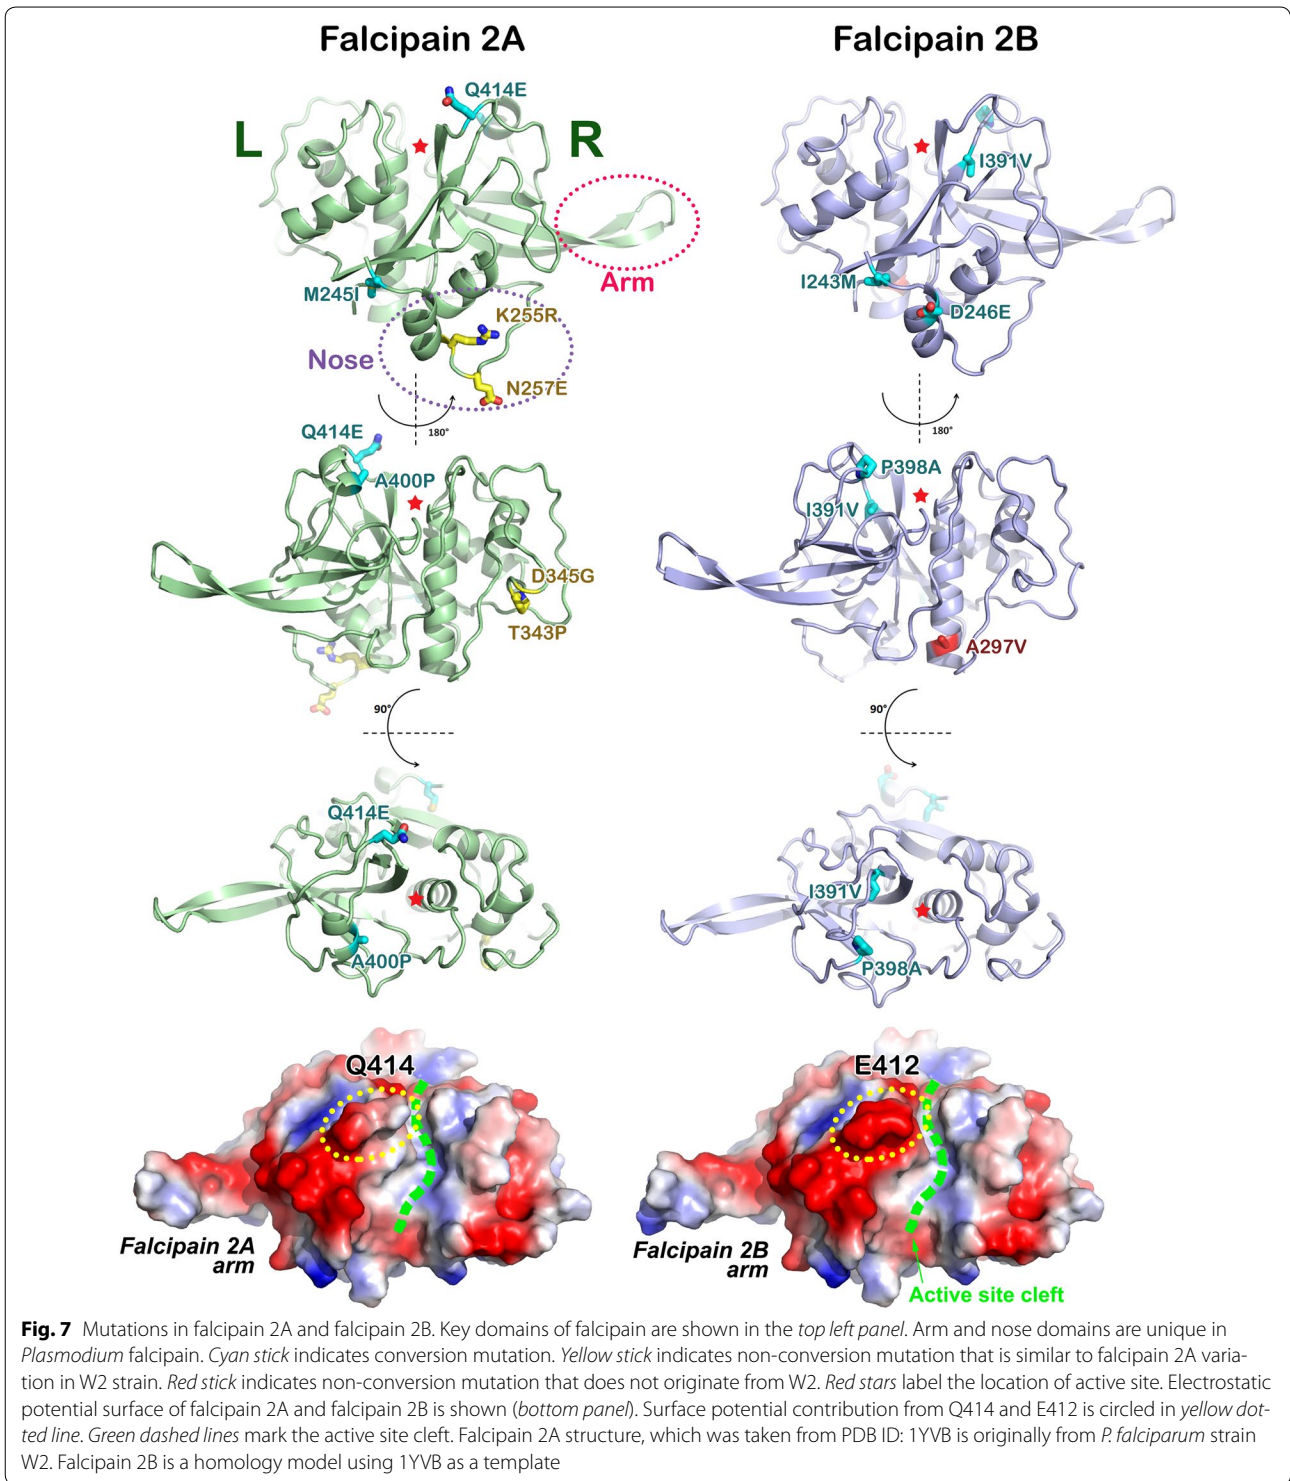 Falcipain 2A
Falcipain 2B
Q414E
L
R
I391V
Arm
M245I
K255R
Nose
N257E
I243M
D246E
180°
180°
Q414E
A400P
P398A
I391V
D345G
T343P
A297V
90°
90°
Q414E
I391V
A400P
P398A
Q414
E412
Falcipain 2A
arm
Falcipain 2B
arm
Active site cleft
Fig. 7 Mutations in falcipain 2A and falcipain 2B. Key domains of falcipain are shown in the top left panel. Arm and nose domains are unique in
Plasmodium falcipain. Cyan stick indicates conversion mutation. Yellow stick indicates non-conversion mutation that is similar to falcipain 2A varia-
tion in W2 strain. Red stick indicates non-conversion mutation that does not originate from W2. Red stars label the location of active site. Electrostatic
potential surface of falcipain 2A and falcipain 2B is shown (bottom panel). Surface potential contribution from Q414 and E412 is circled in yellow dot-
ted line. Green dashed lines mark the active site cleft. Falcipain 2A structure, which was taken from PDB ID: 1YVB is originally from P. falciparum strain
W2. Falcipain 2B is a homology model using 1YVB as a template